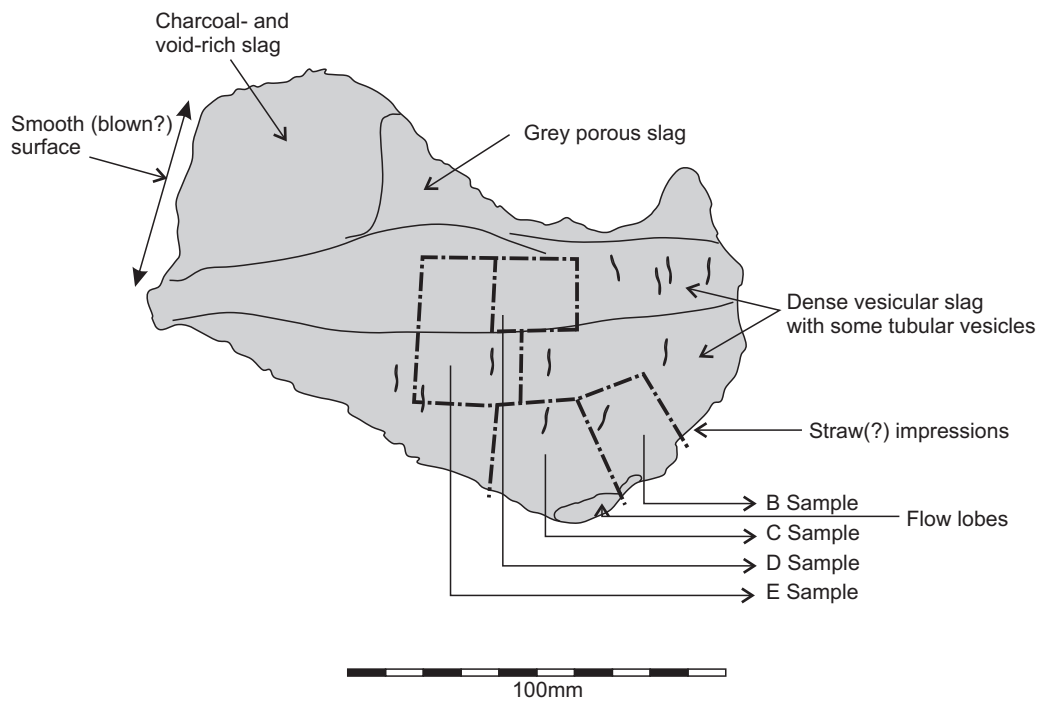 Charcoal- and
void-rich slag
Smooth (blown?)
surface
Grey porous slag
Dense vesicular slag
with some tubular vesicles
Straw(?) impressions
B Sample
Flow lobes
C Sample
D Sample
E Sample
100mm